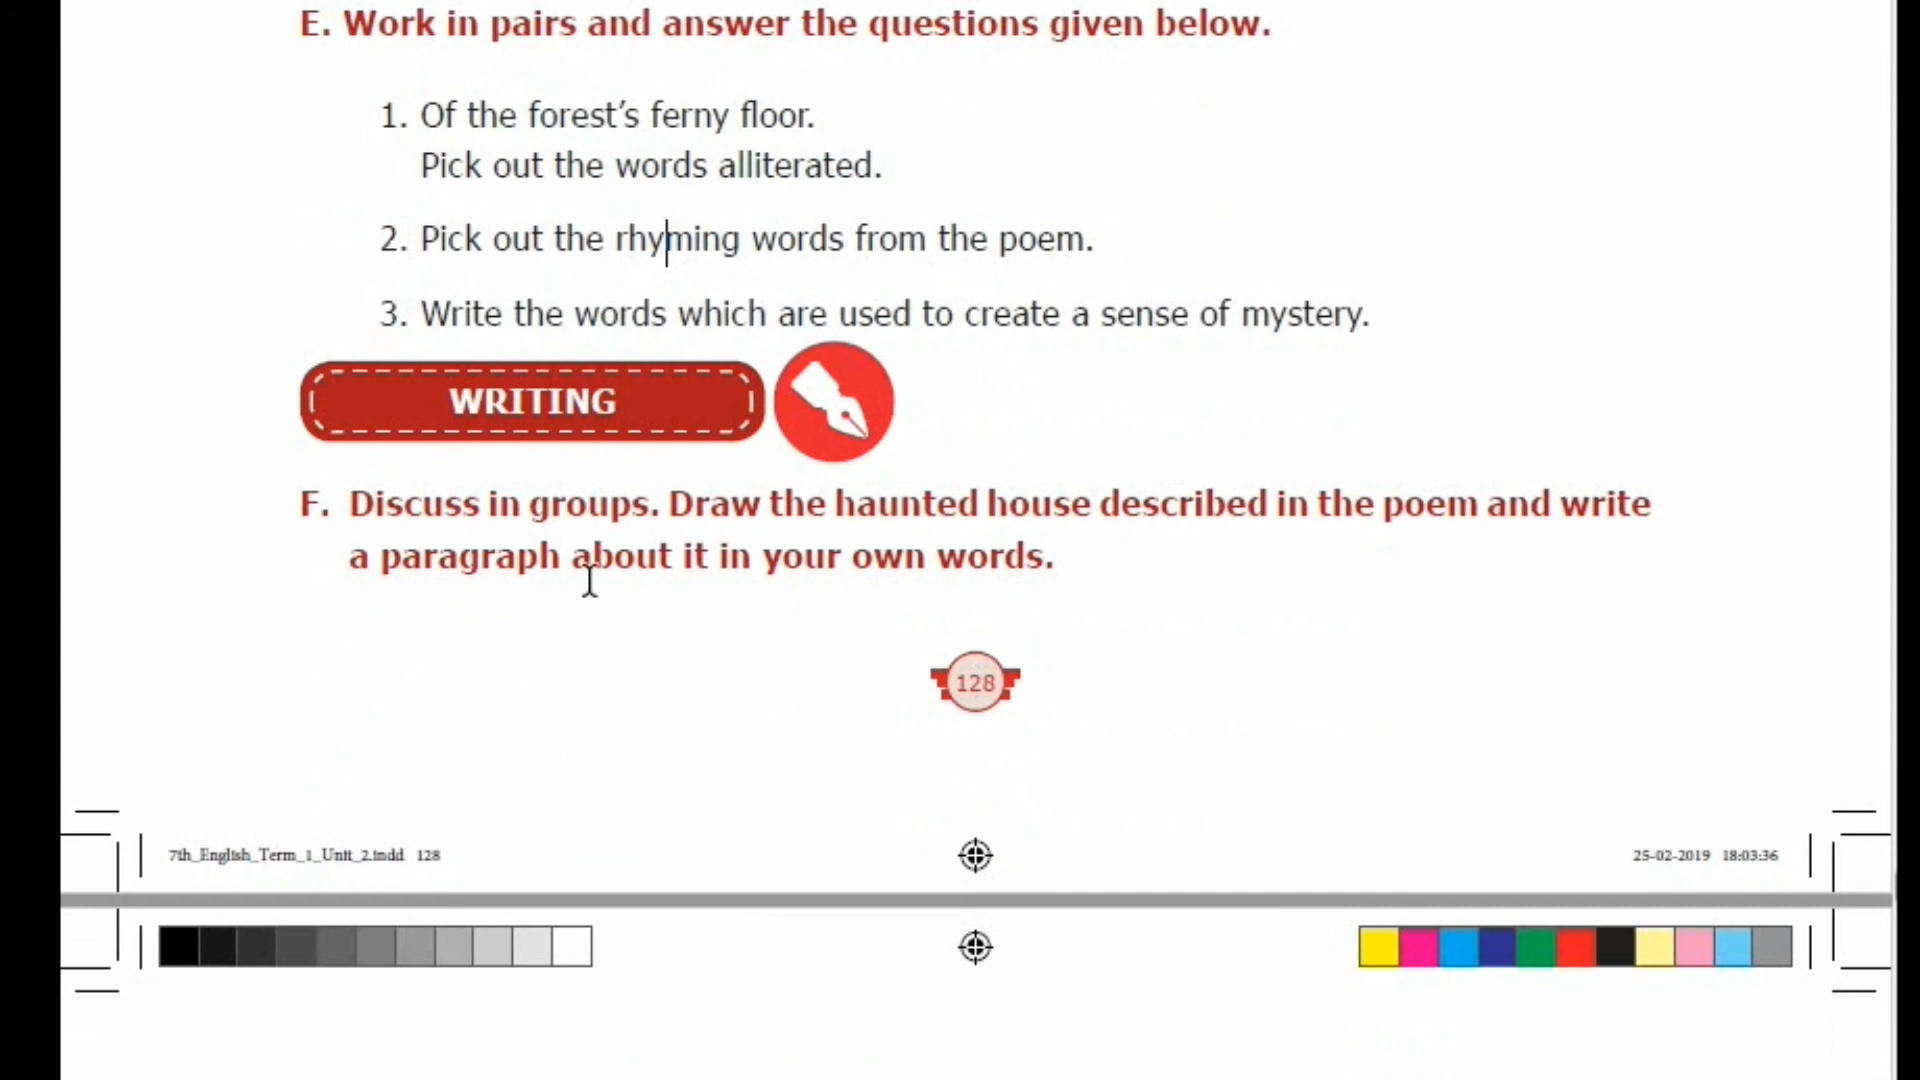 E. Work in pairs and answer the questions given below.
1. Of the forest’s ferny floor.
Pick out the words alliterated.
2. Pick out the rhyming words from the poem.
3. Write the words which are used to create a sense of mystery.
WRITING
F. Discuss in groups. Draw the haunted house described in the poem and write
a paragraph about it in your own words.
128
7th_English_Term_1_Unit_2.indd 128
25-02-2019 18:03:36